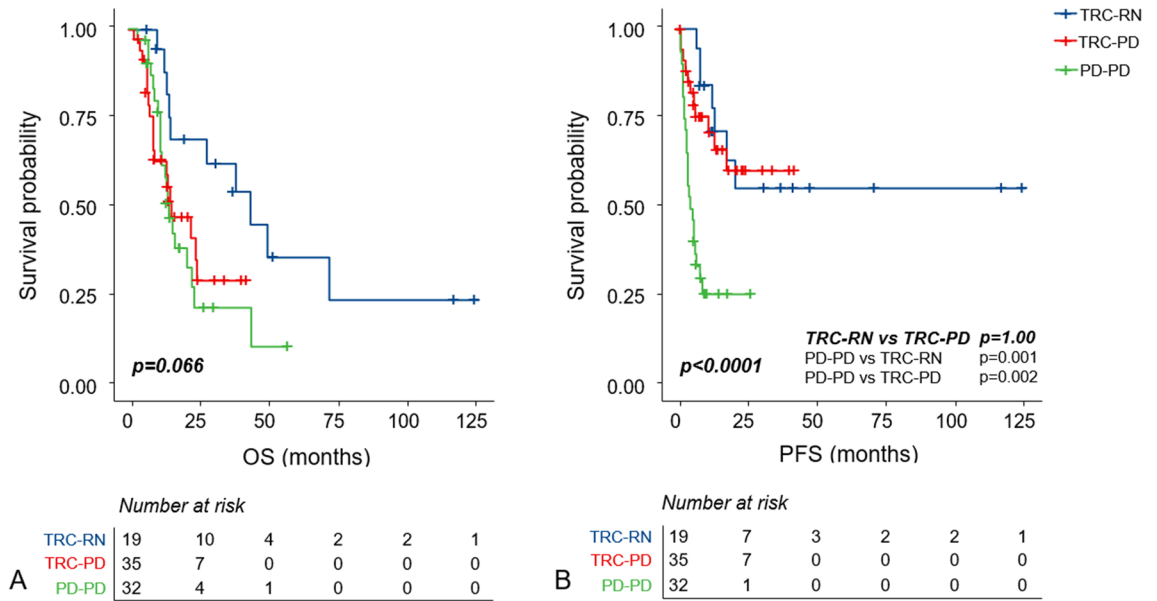 1.00
0.75
0.50
0.25
0.00
Survival probability
p=0.066
0 25 50 75 100 125
OS (months)
Number at risk
TRC-RN 19 10 4 2 2 1
TRC-PD 35 7 0 0 0 0
PD-PD 32 4 1 0 0 0
A
1.00
0.75
0.50
0.25
0.00
Survival probability
TRC-RN
TRC-PD
PD-PD
p<0.0001
TRC-RN vs TRC-PD p=1.00
PD-PD vs TRC-RN p=0.001
PD-PD vs TRC-PD p=0.002
0 25 50 75 100 125
PFS (months)
Number at risk
TRC-RN 19 7 3 2 2 1
TRC-PD 35 7 0 0 0 0
PD-PD 32 1 0 0 0 0
B